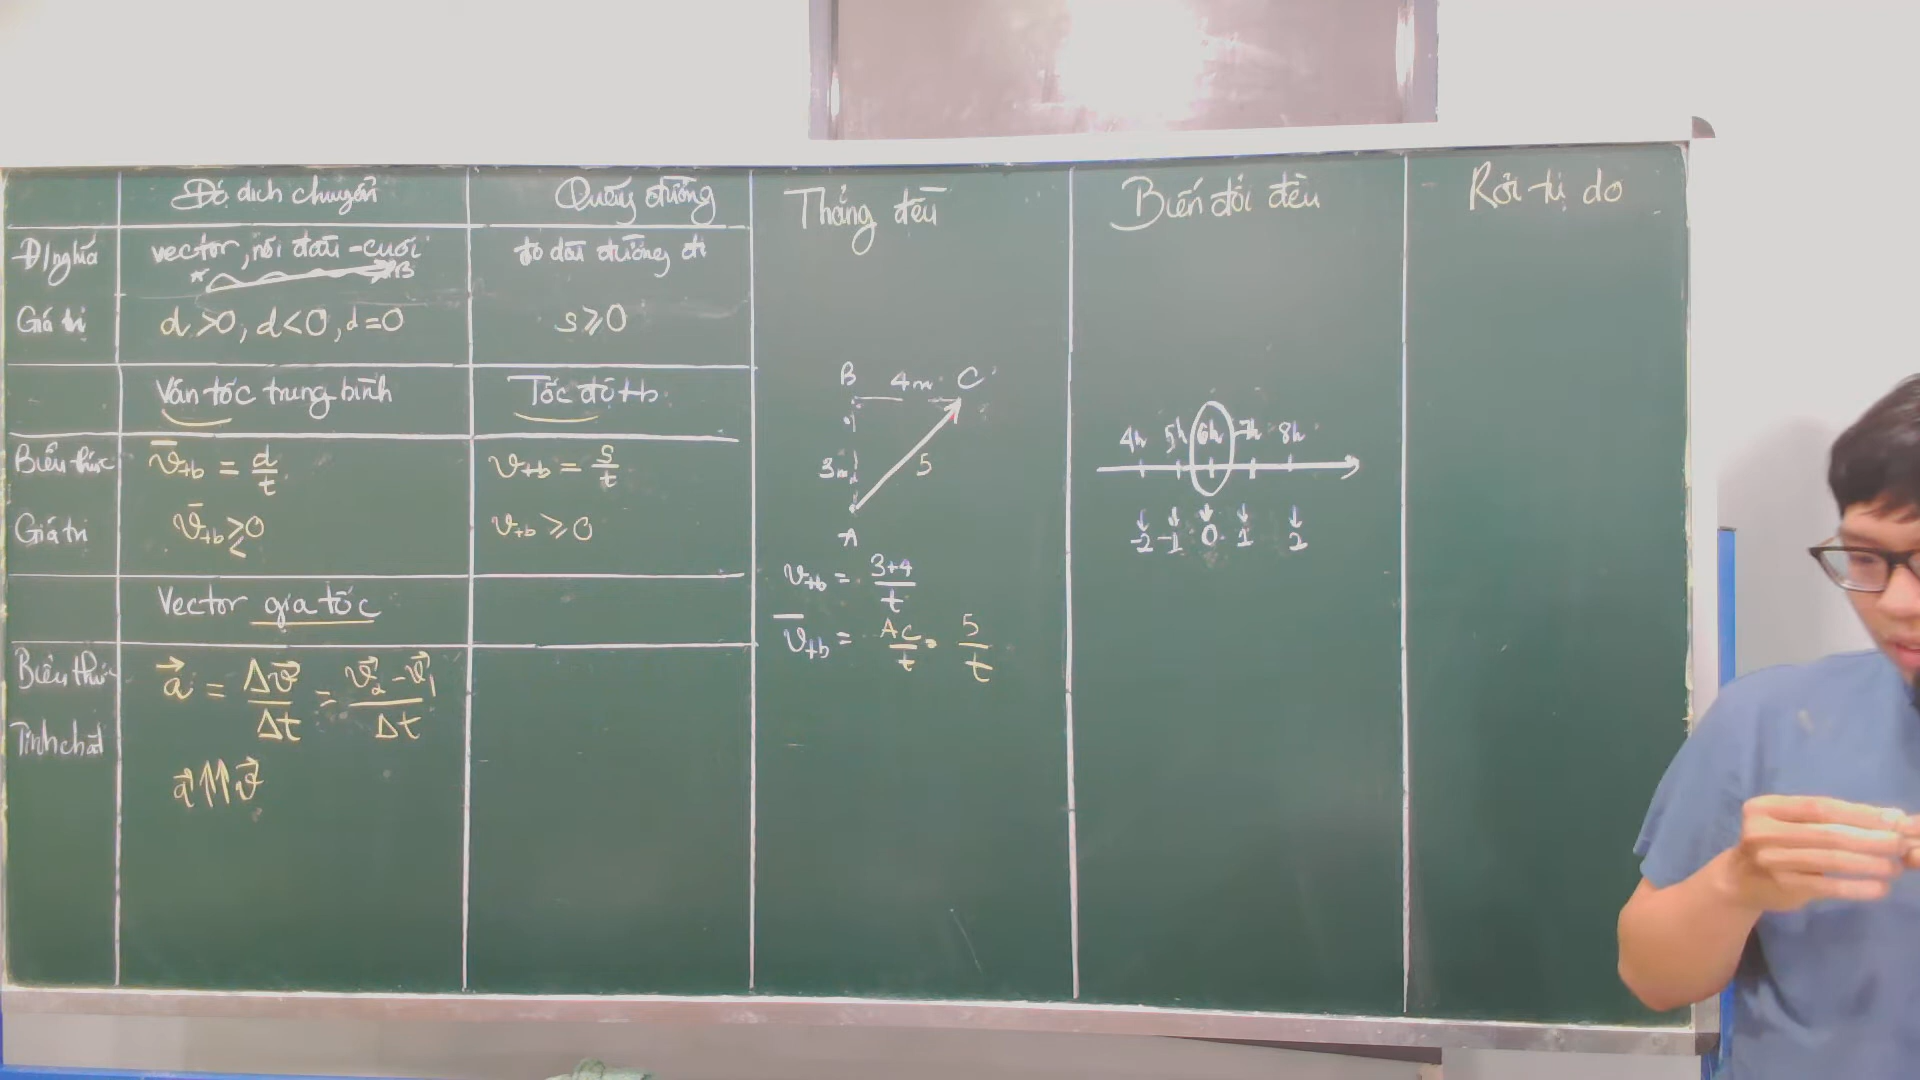 Độ dịch chuyển
Quãng đường
Thẳng đều
Biến đổi đều
Rơi tự do
Đ/nghĩa
vector, nối đầu - cuối
độ dài đường đi
B
Giá trị
d > 0, d < 0, d = 0
s ⩾ 0
Vận tốc trung bình
Tốc độ tb
Biểu thức
v̅tb = d/t
vtb = s/t
Giá trị
v̅tb ⩾ < 0
vtb ⩾ 0
Vector gia tốc
Biểu thức
a⃗ = Δv⃗/Δt = (v⃗2 - v⃗1)/Δt
Tính chất
a⃗ ↑↑ v⃗
B 4m C
3m 5
A
vtb = (3+4)/t
v̅tb = AC/t = 5/t
4h 5h 6h 7h 8h
-2 -1 0 1 2